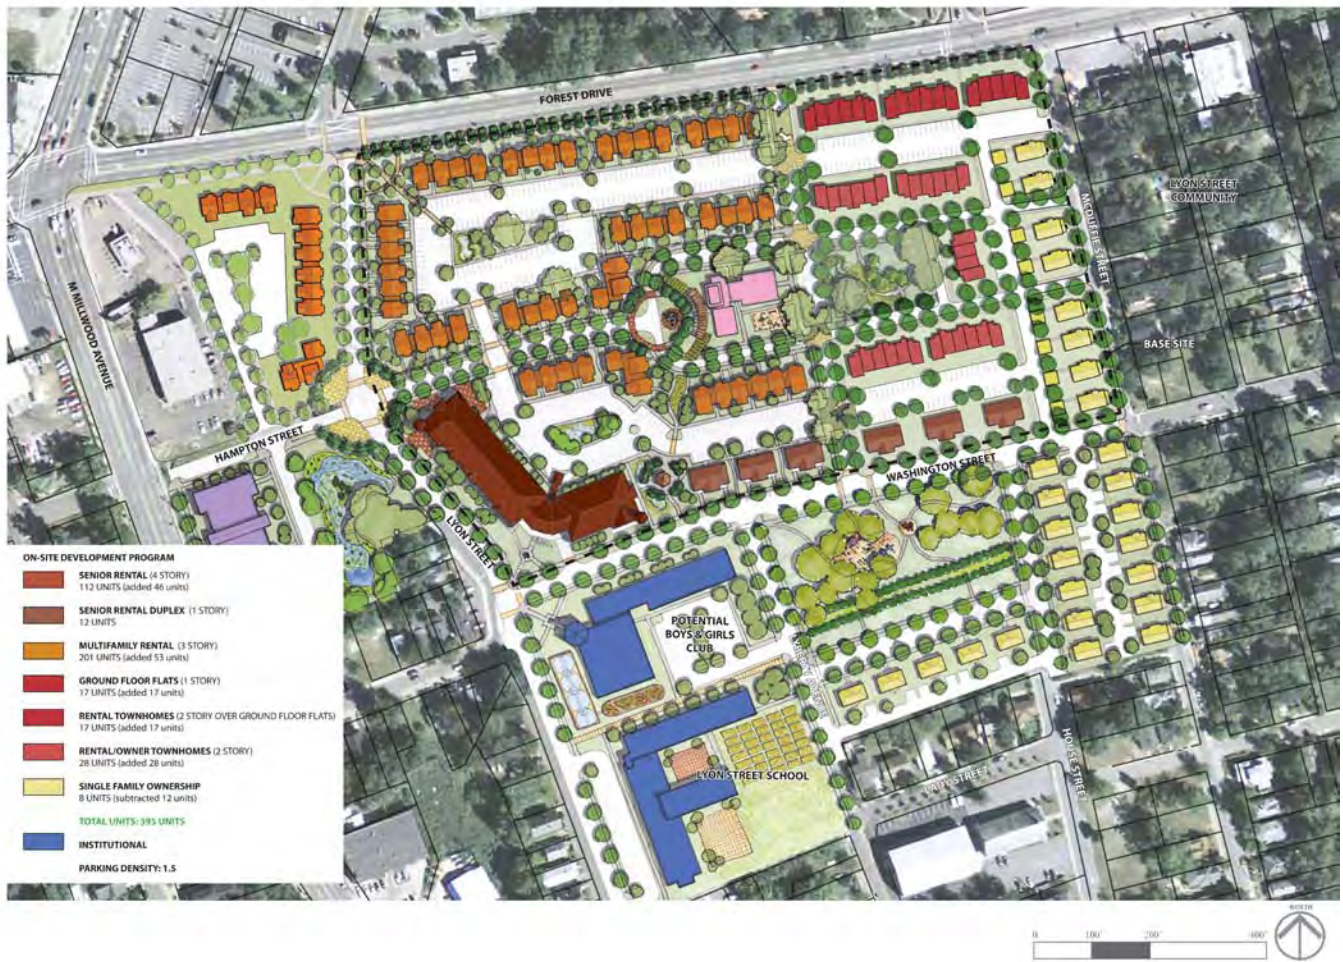 FOREST DRIVE
LYON STREET
COMMUNITY
MCDUFFIE STREET
M MILLWOOD AVENUE
BASE SITE
HAMPTON STREET
WASHINGTON STREET
LYON STREET
ON-SITE DEVELOPMENT PROGRAM
SENIOR RENTAL (4 STORY)
112 UNITS (added 46 units)
SENIOR RENTAL DUPLEX (1 STORY)
12 UNITS
MULTIFAMILY RENTAL (3 STORY)
201 UNITS (added 53 units)
GROUND FLOOR FLATS (1 STORY)
17 UNITS (added 17 units)
RENTAL TOWNHOMES (2 STORY OVER GROUND FLOOR FLATS)
17 UNITS (added 17 units)
RENTAL/OWNER TOWNHOMES (2 STORY)
28 UNITS (added 28 units)
SINGLE FAMILY OWNERSHIP
8 UNITS (subtracted 12 units)
TOTAL UNITS: 395 UNITS
INSTITUTIONAL
PARKING DENSITY: 1.5
POTENTIAL
BOYS & GIRLS
CLUB
LYON STREET SCHOOL
LADY STREET
HOUSE STREET
NORTH
0 100' 200' 400'